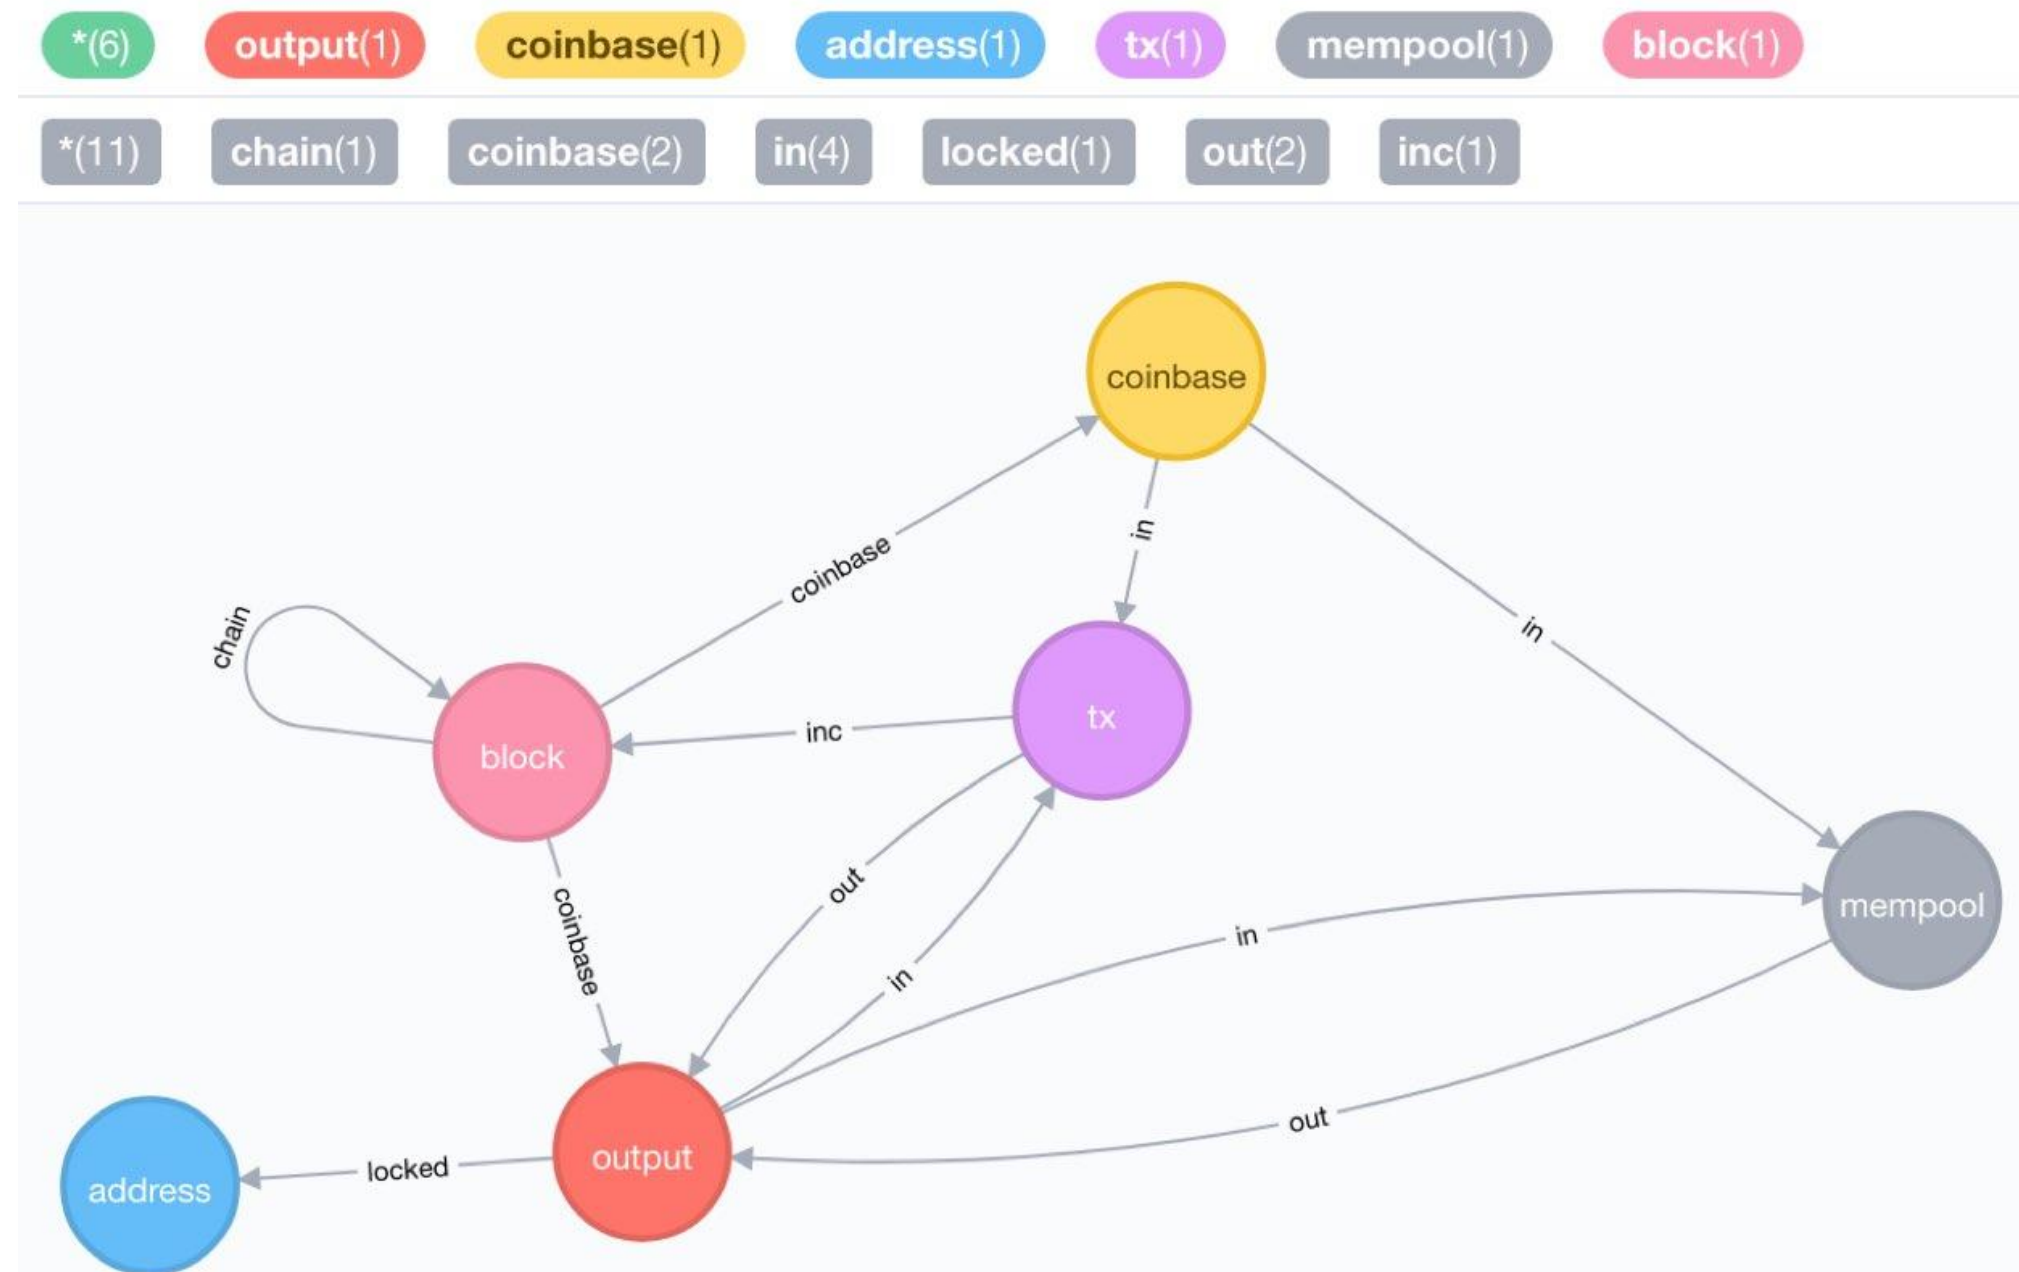 *(6) output(1) coinbase(1) address(1) tx(1) mempool(1) block(1)
*(11) chain(1) coinbase(2) in(4) locked(1) out(2) inc(1)
coinbase
in
coinbase
chain
in
tx
inc
block
out
coinbase
in
in
mempool
out
output
locked
address